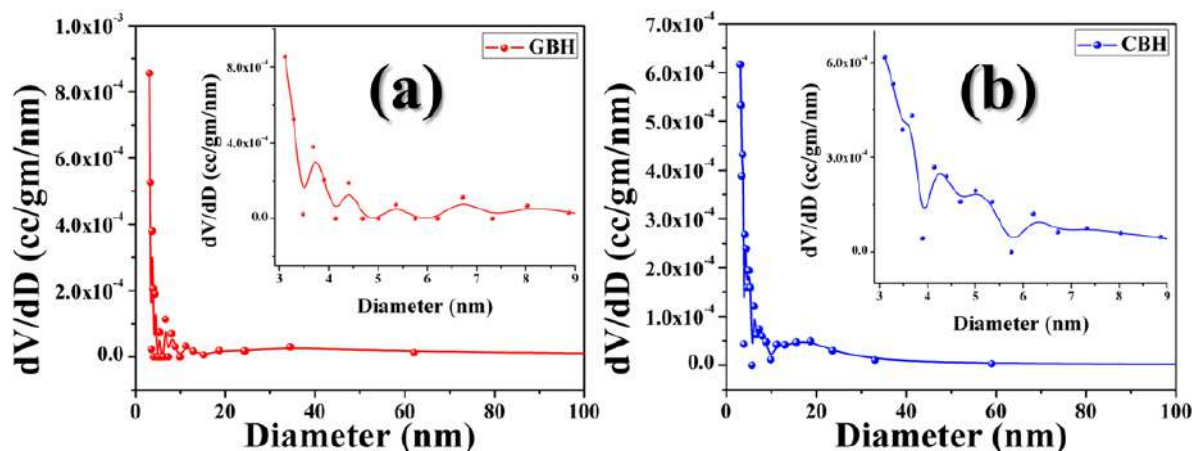 1.0x10⁻³
8.0x10⁻⁴
6.0x10⁻⁴
4.0x10⁻⁴
2.0x10⁻⁴
0.0
dV/dD (cc/gm/nm)
0 20 40 60 80 100
Diameter (nm)
GBH
(a)
8.0x10⁻⁴
4.0x10⁻⁴
0.0
dV/dD (cc/gm/nm)
3 4 5 6 7 8 9
Diameter (nm)
7.0x10⁻⁴
6.0x10⁻⁴
5.0x10⁻⁴
4.0x10⁻⁴
3.0x10⁻⁴
2.0x10⁻⁴
1.0x10⁻⁴
0.0
dV/dD (cc/gm/nm)
0 20 40 60 80 100
Diameter (nm)
CBH
(b)
6.0x10⁻⁴
3.0x10⁻⁴
0.0
dV/dD (cc/gm/nm)
3 4 5 6 7 8 9
Diameter (nm)